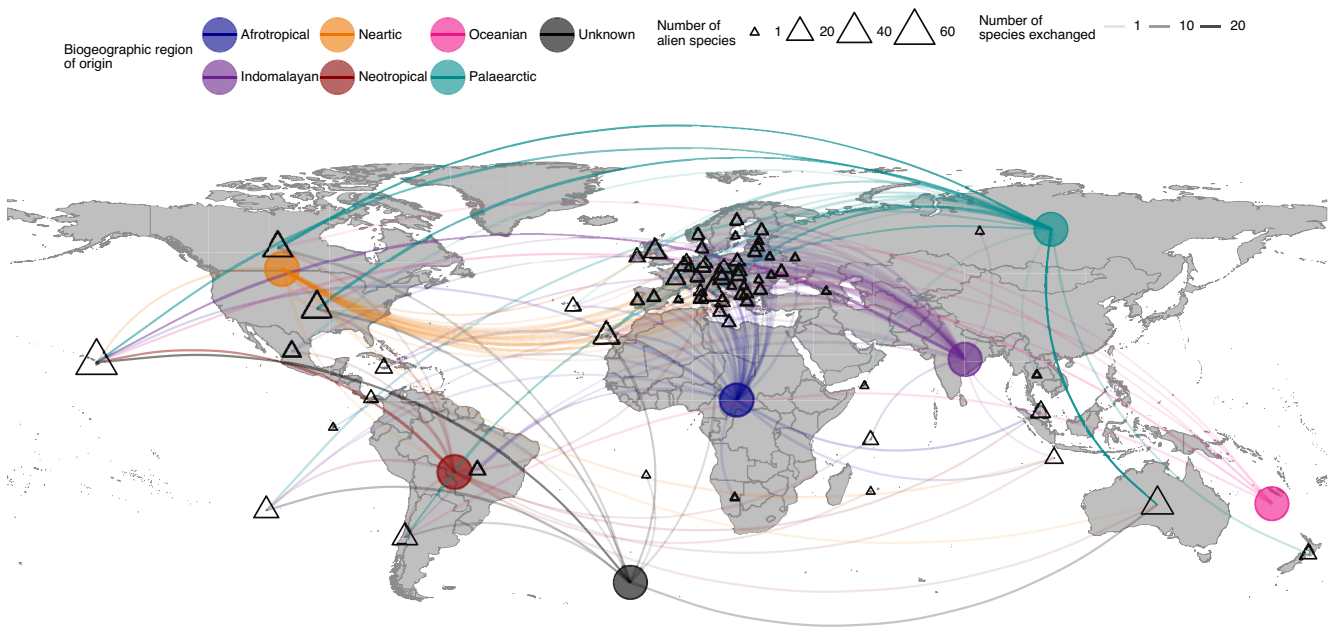 Biogeographic region
of origin
Afrotropical
Neartic
Oceanian
Unknown
Indomalayan
Neotropical
Palaearctic
Number of
alien species
1
20
40
60
Number of
species exchanged
1
10
20